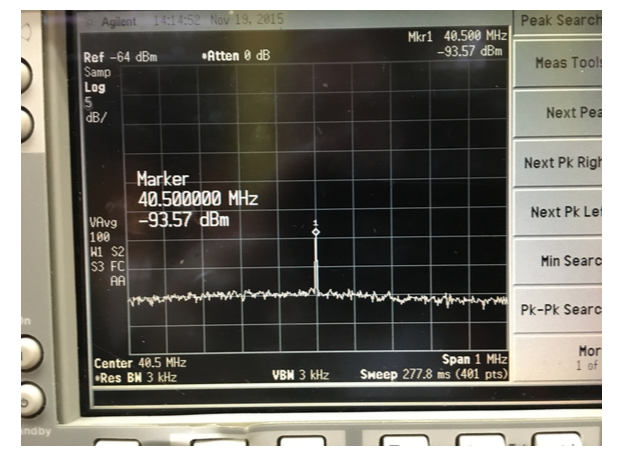 Agilent 14:14:52 Nov 19, 2015
Mkr1 40.500 MHz
Ref -64 dBm •Atten 0 dB -93.57 dBm
Samp
Log
5
dB/
Marker
40.500000 MHz
-93.57 dBm
1
VAvg
100
W1 S2
S3 FC
AA
Center 40.5 MHz Span 1 MHz
•Res BW 3 kHz VBW 3 kHz Sweep 277.8 ms (401 pts)
Peak Search
Meas Tools
Next Pea
Next Pk Righ
Next Pk Le
Min Searc
Pk-Pk Searc
Mor
1 of
ndby